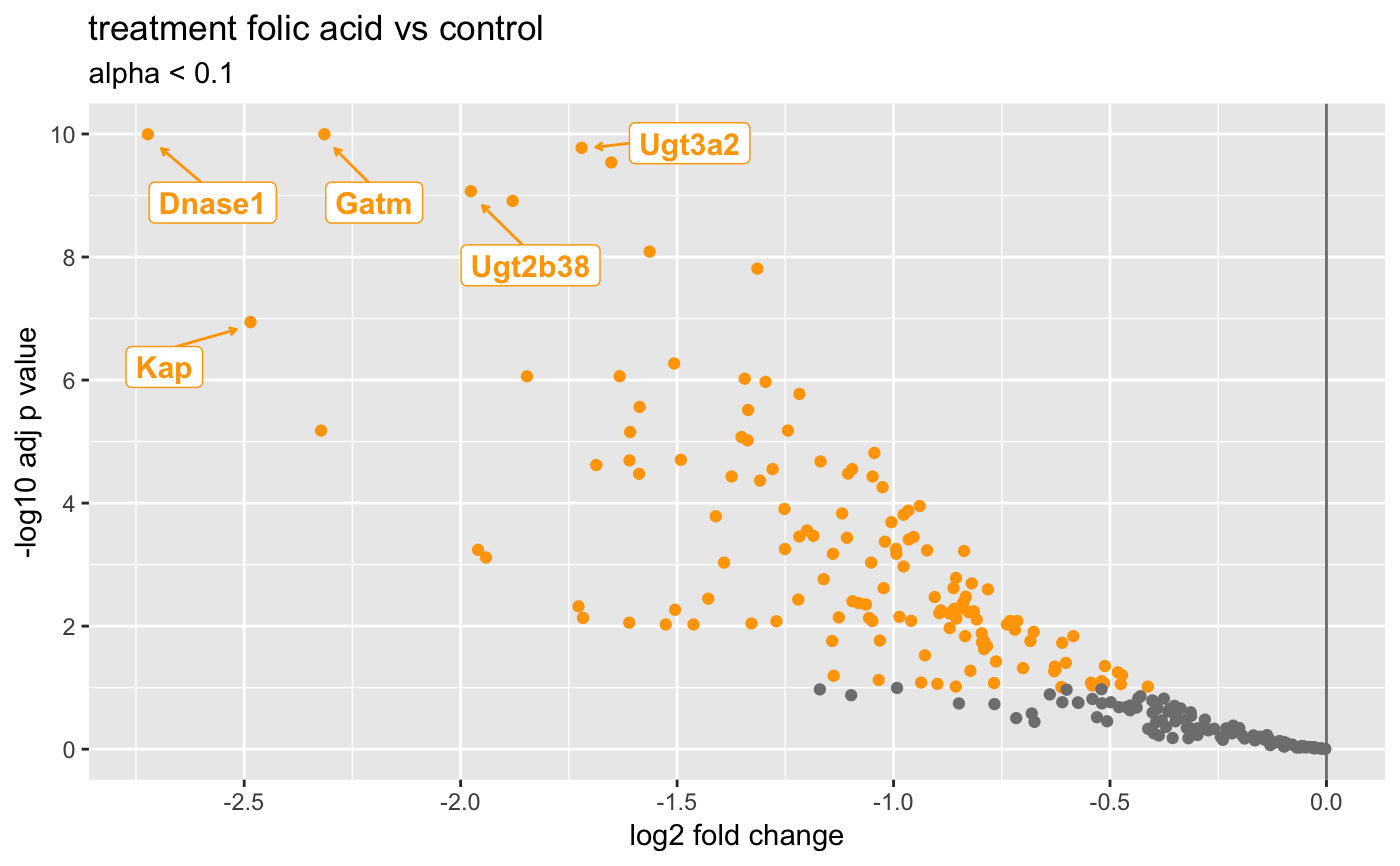 treatment folic acid vs control
alpha < 0.1
10
8
6
4
2
0
-log10 adj p value
Ugt3a2
Dnase1
Gatm
Ugt2b38
Kap
-2.5
-2.0
-1.5
-1.0
-0.5
0.0
log2 fold change